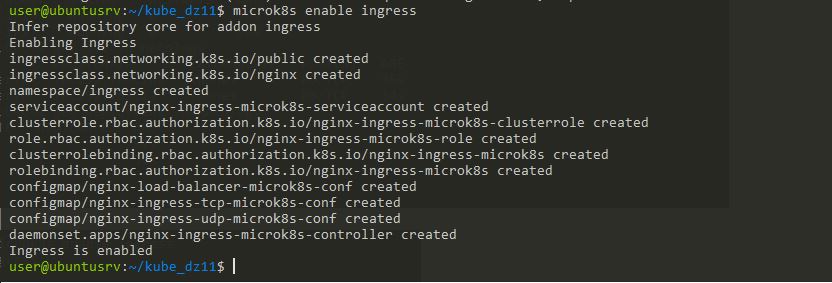 user@ubuntusrv:~/kube_dz11$ microk8s enable ingress
Infer repository core for addon ingress
Enabling Ingress
ingressclass.networking.k8s.io/public created
ingressclass.networking.k8s.io/nginx created
namespace/ingress created
serviceaccount/nginx-ingress-microk8s-serviceaccount created
clusterrole.rbac.authorization.k8s.io/nginx-ingress-microk8s-clusterrole created
role.rbac.authorization.k8s.io/nginx-ingress-microk8s-role created
clusterrolebinding.rbac.authorization.k8s.io/nginx-ingress-microk8s created
rolebinding.rbac.authorization.k8s.io/nginx-ingress-microk8s created
configmap/nginx-load-balancer-microk8s-conf created
configmap/nginx-ingress-tcp-microk8s-conf created
configmap/nginx-ingress-udp-microk8s-conf created
daemonset.apps/nginx-ingress-microk8s-controller created
Ingress is enabled
user@ubuntusrv:~/kube_dz11$